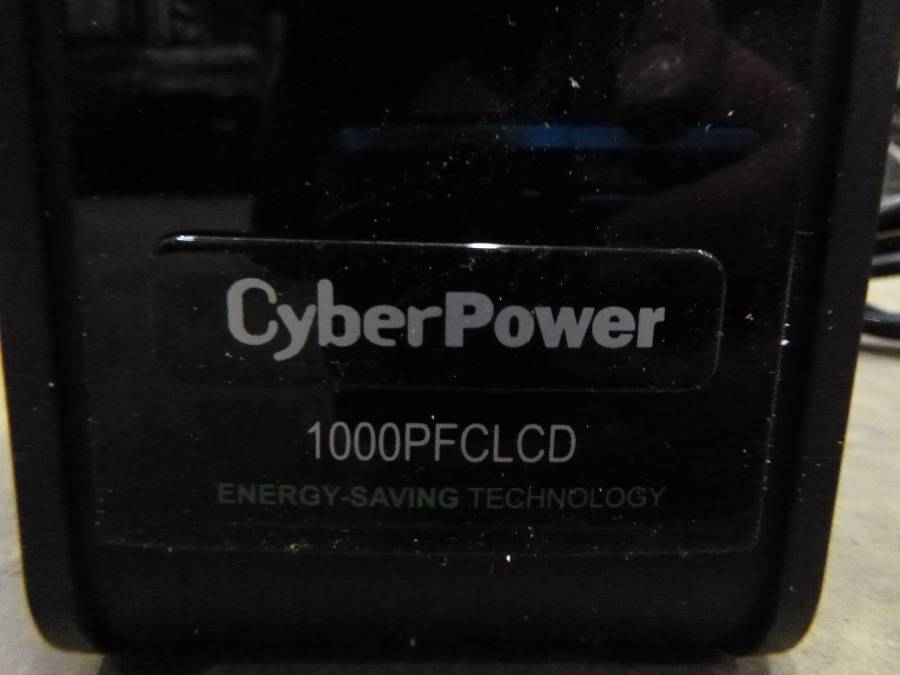 CyberPower
1000PFCLCD
ENERGY-SAVING TECHNOLOGY